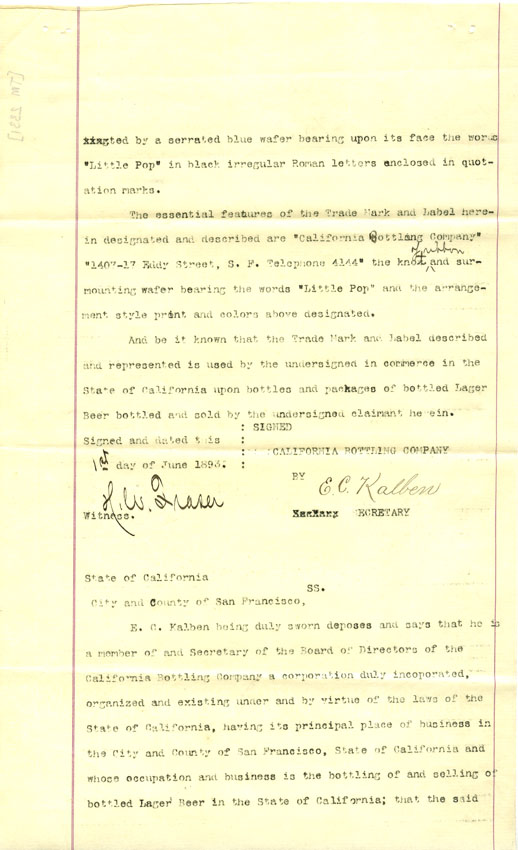 [TM 2231]
by a serrated blue wafer bearing upon its face the words
"Little Pop" in black irregular Roman letters enclosed in quot-
ation marks.
The essential features of the Trade Mark and Label here-
in designated and described are "California Bottlang Company"
ribbon
"1407-17 Eddy Street, S. F. Telephone 4144" the knot and sur-
mounting wafer bearing the words "Little Pop" and the arrange-
ment style print and colors above designated.
And be it known that the Trade Mark and Label described
and represented is used by the undersigned in commerce in the
State of California upon bottles and packages of bottled Lager
Beer bottled and sold by the undersigned claimant herein.
: SIGNED
Signed and dated this :
CALIFORNIA BOTTLING COMPANY
1st day of June 1893. :
BY E.C. Kalben
H.W. Fraser
Witness. SECRETARY
State of California
SS.
City and County of San Francisco,
E. C. Kalben being duly sworn deposes and says that he is
a member of and Secretary of the Board of Directors of the
California Bottling Company a corporation duly incoporated,
organized and existing under and by virtue of the laws of the
State of California, having its principal place of business in
the City and County of San Francisco, State of California and
whose occupation and business is the bottling of and selling of
bottled Lager Beer in the State of California; that the said